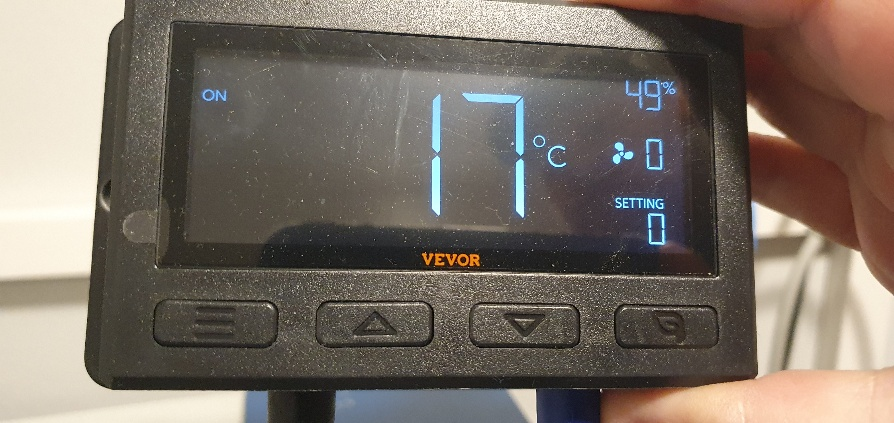 ON
17 °C
49%
0
SETTING
0
VEVOR